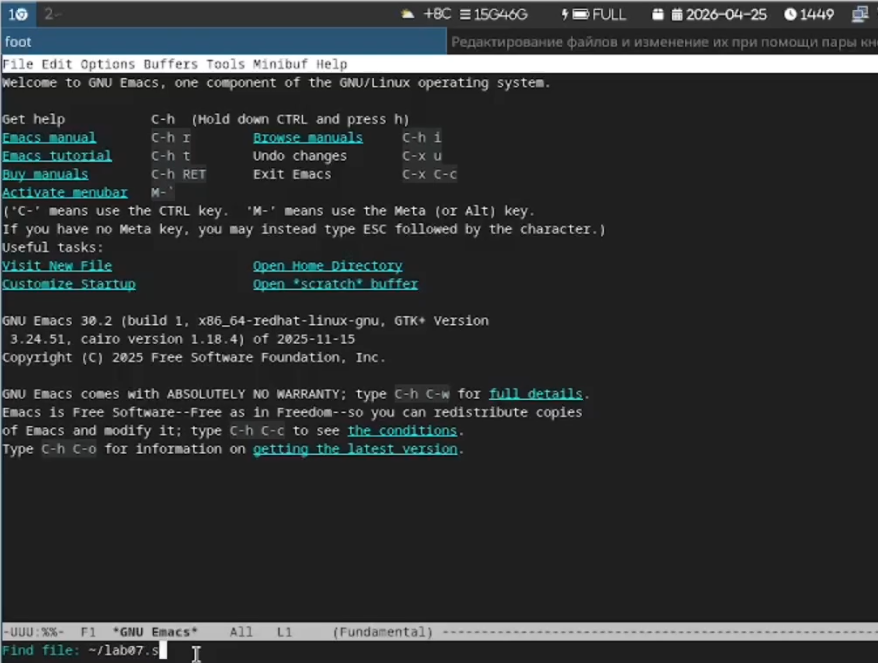 1 2 +8C 15G46G FULL 2026-04-25 1449
foot Редактирование файлов и изменение их при помощи пары кн
File Edit Options Buffers Tools Minibuf Help
Welcome to GNU Emacs, one component of the GNU/Linux operating system.
Get help C-h (Hold down CTRL and press h)
Emacs manual C-h r Browse manuals C-h i
Emacs tutorial C-h t Undo changes C-x u
Buy manuals C-h RET Exit Emacs C-x C-c
Activate menubar M-`
('C-' means use the CTRL key. 'M-' means use the Meta (or Alt) key.
If you have no Meta key, you may instead type ESC followed by the character.)
Useful tasks:
Visit New File Open Home Directory
Customize Startup Open *scratch* buffer
GNU Emacs 30.2 (build 1, x86_64-redhat-linux-gnu, GTK+ Version
3.24.51, cairo version 1.18.4) of 2025-11-15
Copyright (C) 2025 Free Software Foundation, Inc.
GNU Emacs comes with ABSOLUTELY NO WARRANTY; type C-h C-w for full details.
Emacs is Free Software--Free as in Freedom--so you can redistribute copies
of Emacs and modify it; type C-h C-c to see the conditions.
Type C-h C-o for information on getting the latest version.
-UUU:%%- F1 *GNU Emacs* All L1 (Fundamental) ------------------------------------------------
Find file: ~/lab07.s